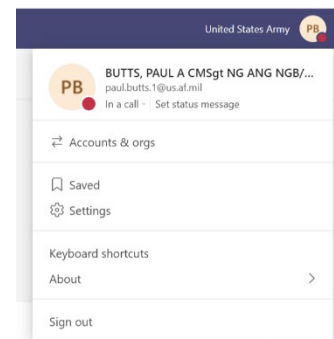 United States Army PB
PB
BUTTS, PAUL A CMSgt NG ANG NGB/...
paul.butts.1@us.af.mil
In a call Set status message
Accounts & orgs
Saved
Settings
Keyboard shortcuts
About
Sign out